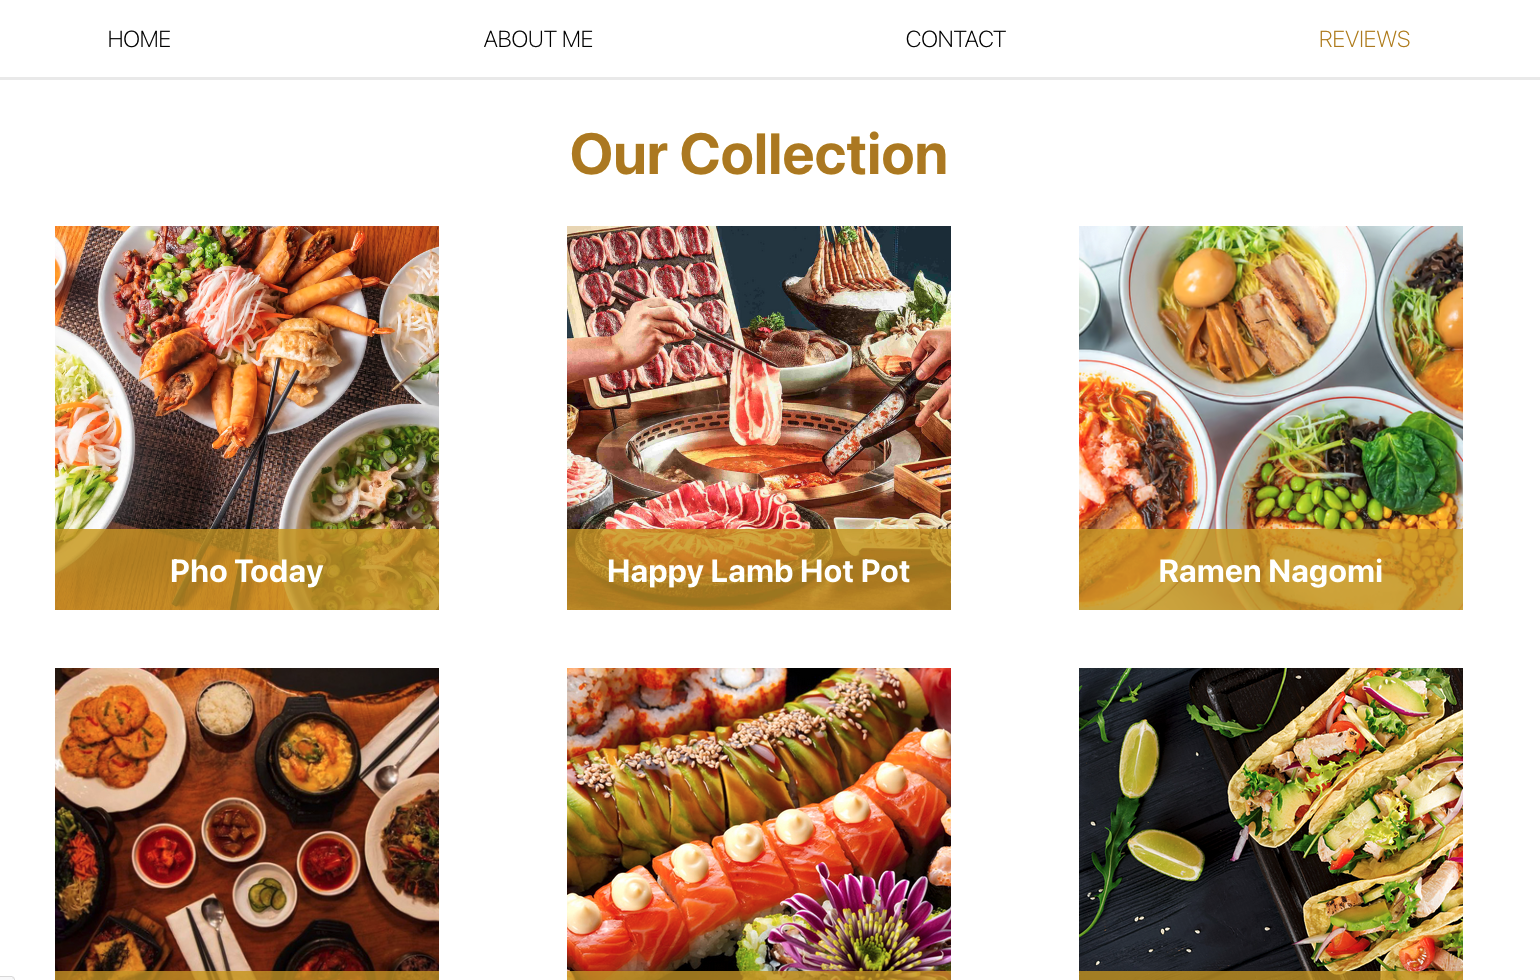 HOME
ABOUT ME
CONTACT
REVIEWS
Our Collection
Pho Today
Happy Lamb Hot Pot
Ramen Nagomi